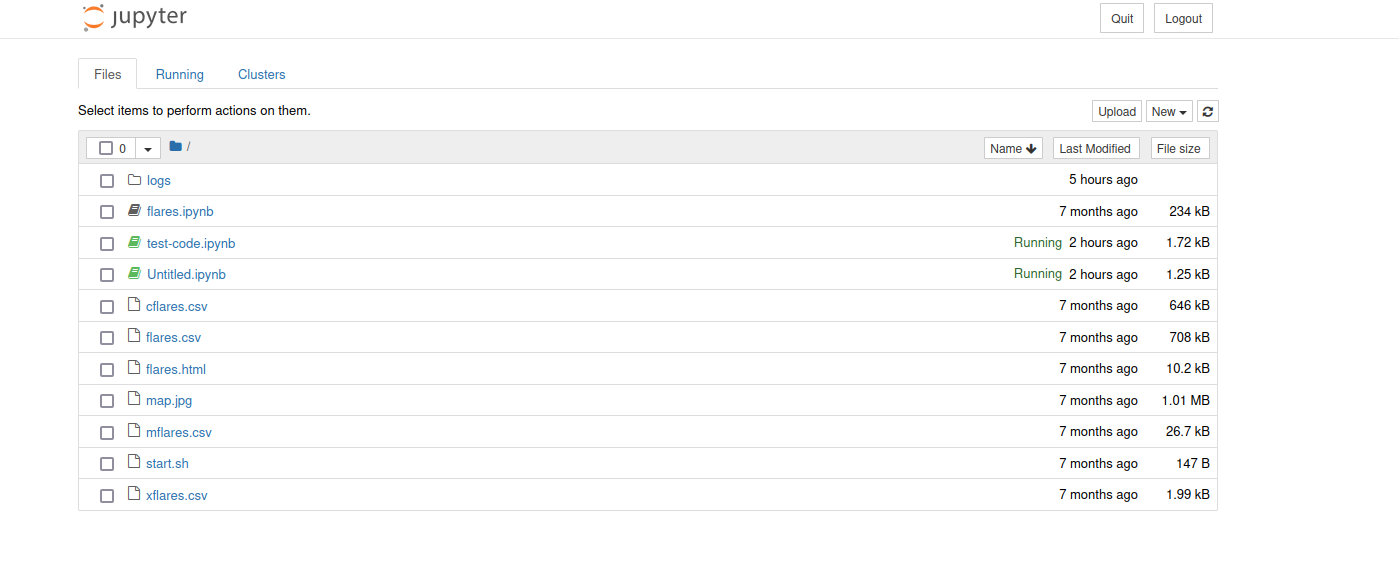 jupyter Quit Logout
Files Running Clusters
Select items to perform actions on them. Upload New
0 / Name Last Modified File size
logs 5 hours ago
flares.ipynb 7 months ago 234 kB
test-code.ipynb Running 2 hours ago 1.72 kB
Untitled.ipynb Running 2 hours ago 1.25 kB
cflares.csv 7 months ago 646 kB
flares.csv 7 months ago 708 kB
flares.html 7 months ago 10.2 kB
map.jpg 7 months ago 1.01 MB
mflares.csv 7 months ago 26.7 kB
start.sh 7 months ago 147 B
xflares.csv 7 months ago 1.99 kB